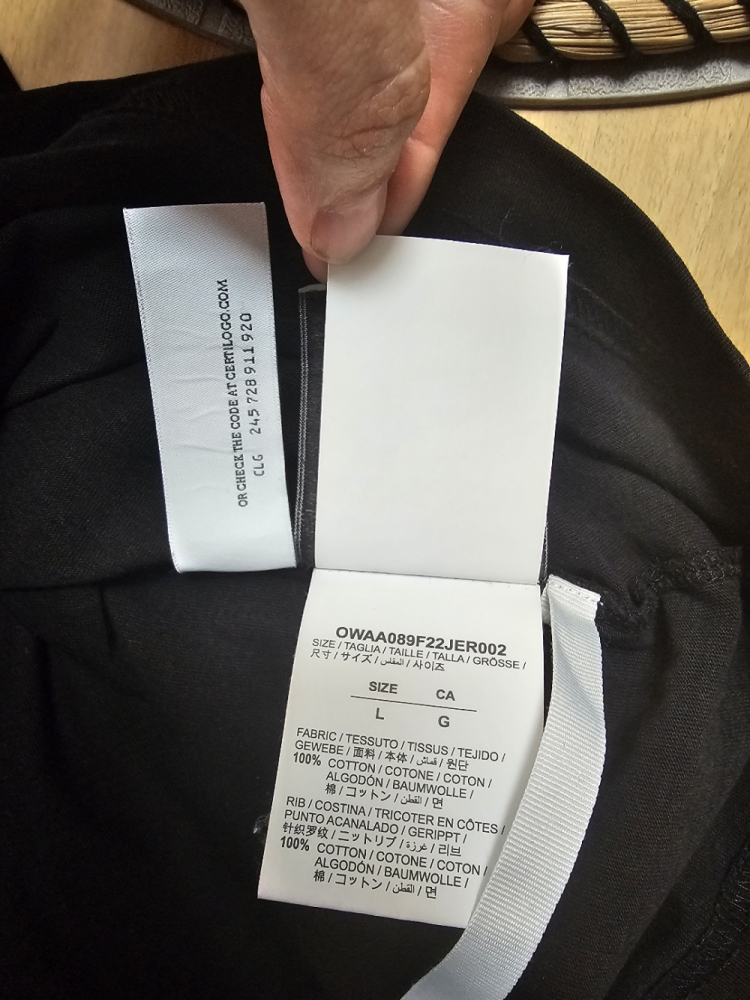 OR CHECK THE CODE AT CERTILOGO.COM
CLG 245 728 911 920
OWAA089F22JER002
SIZE / TAGLIA / TAILLE / TALLA / GRÖSSE /
尺寸 / サイズ / المقاس / 사이즈
SIZE CA
L G
FABRIC / TESSUTO / TISSUS / TEJIDO /
GEWEBE / 面料 / 本体 / قماش / 원단
100% COTTON / COTONE / COTON /
ALGODÓN / BAUMWOLLE /
棉 / コットン / القطن / 면
RIB / COSTINA / TRICOTER EN CÔTES /
PUNTO ACANALADO / GERIPPT /
针织罗纹 / ニットリブ / غرزة / 리브
100% COTTON / COTONE / COTON /
ALGODÓN / BAUMWOLLE /
棉 / コットン / القطن / 면